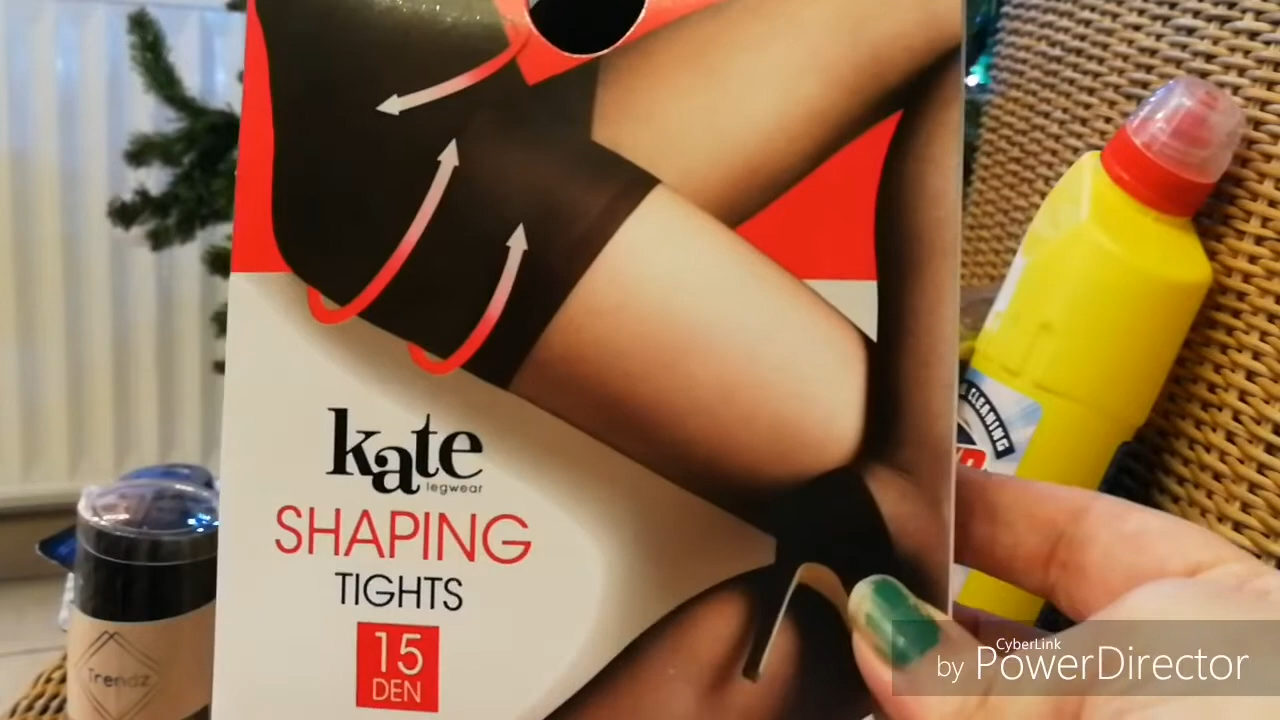 kate
legwear
SHAPING
TIGHTS
15
DEN
CLEANING
Trendz
CyberLink
by PowerDirector